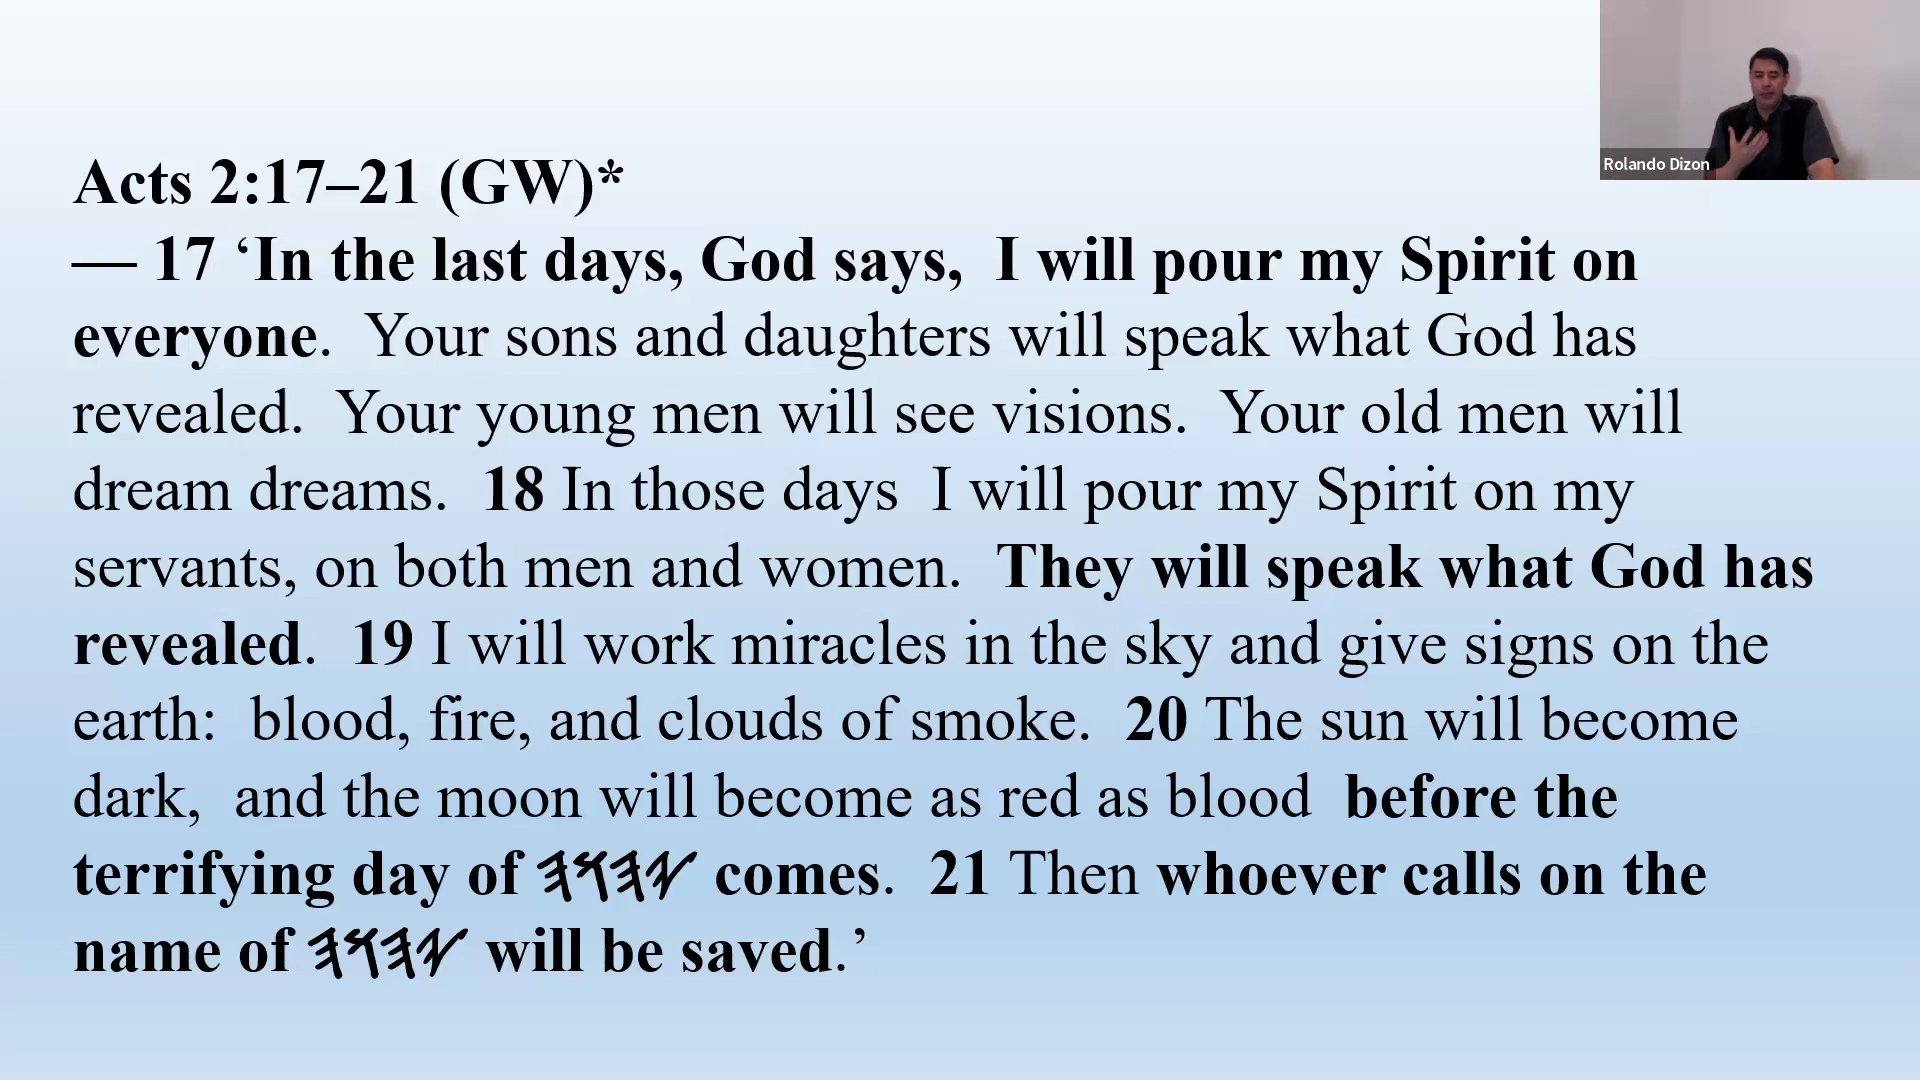 Rolando Dizon
Acts 2:17–21 (GW)*
— 17 ‘In the last days, God says,  I will pour my Spirit on
everyone.  Your sons and daughters will speak what God has
revealed.  Your young men will see visions.  Your old men will
dream dreams.  18 In those days  I will pour my Spirit on my
servants, on both men and women.  They will speak what God has
revealed.  19 I will work miracles in the sky and give signs on the
earth:  blood, fire, and clouds of smoke.  20 The sun will become
dark,  and the moon will become as red as blood  before the
terrifying day of 𐤉𐤄𐤅𐤄 comes.  21 Then whoever calls on the
name of 𐤉𐤄𐤅𐤄 will be saved.’